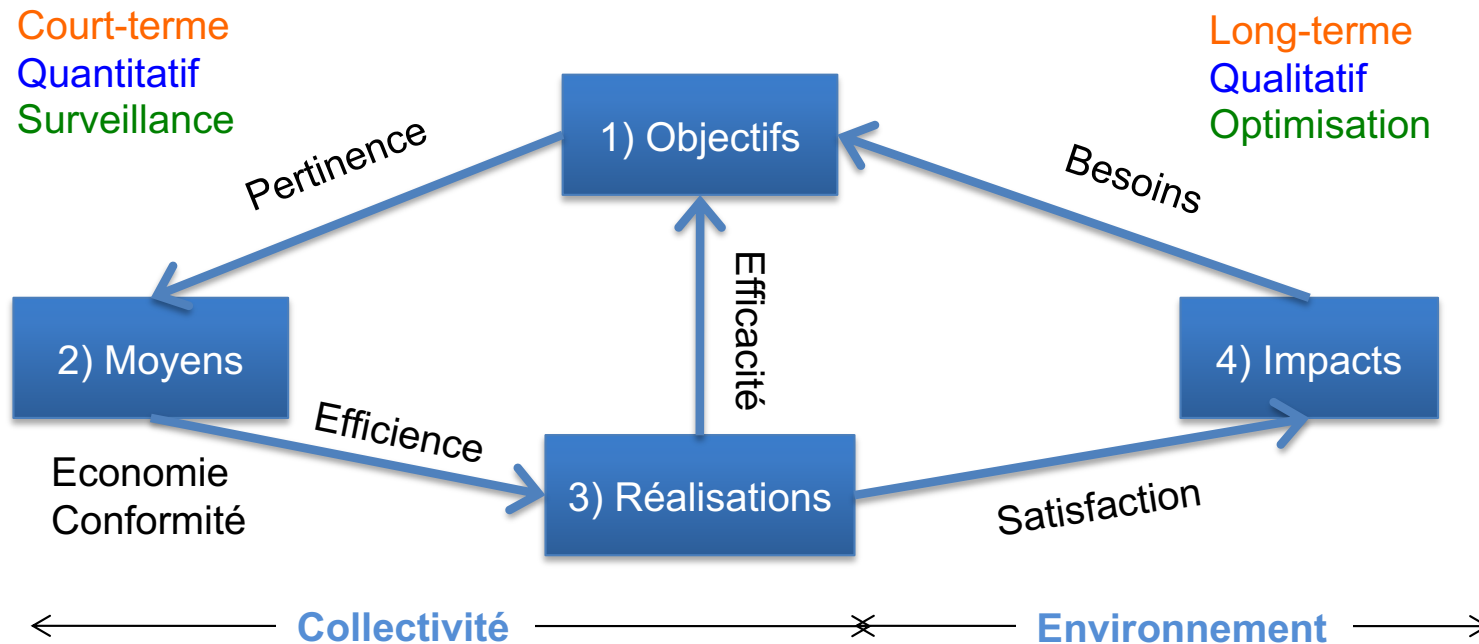 Court-terme
Quantitatif
Surveillance
Long-terme
Qualitatif
Optimisation
1) Objectifs
Pertinence
Besoins
Efficacité
2) Moyens
4) Impacts
Efficience
Economie
Conformité
3) Réalisations
Satisfaction
Collectivité
Environnement